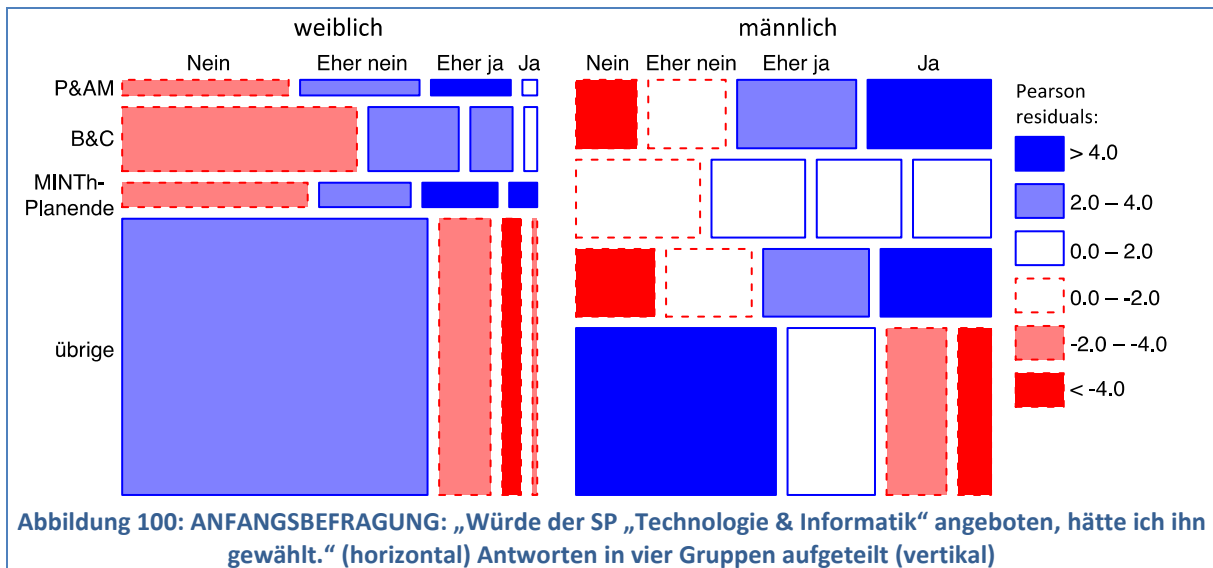 weiblich
männlich
Nein Eher nein Eher ja Ja
Nein Eher nein Eher ja Ja
P&AM
B&C
MINTh-
Planende
übrige
Pearson
residuals:
> 4.0
2.0 – 4.0
0.0 – 2.0
0.0 – -2.0
-2.0 – -4.0
< -4.0
Abbildung 100: ANFANGSBEFRAGUNG: „Würde der SP „Technologie & Informatik“ angeboten, hätte ich ihn
gewählt.“ (horizontal) Antworten in vier Gruppen aufgeteilt (vertikal)